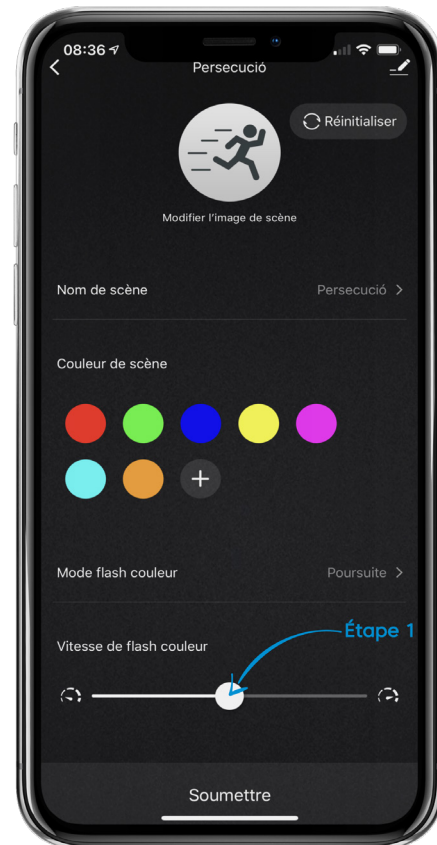 08:36
Persecució
Réinitialiser
Modifier l'image de scène
Nom de scène
Persecució
Couleur de scène
Mode flash couleur
Poursuite
Étape 1
Vitesse de flash couleur
Soumettre